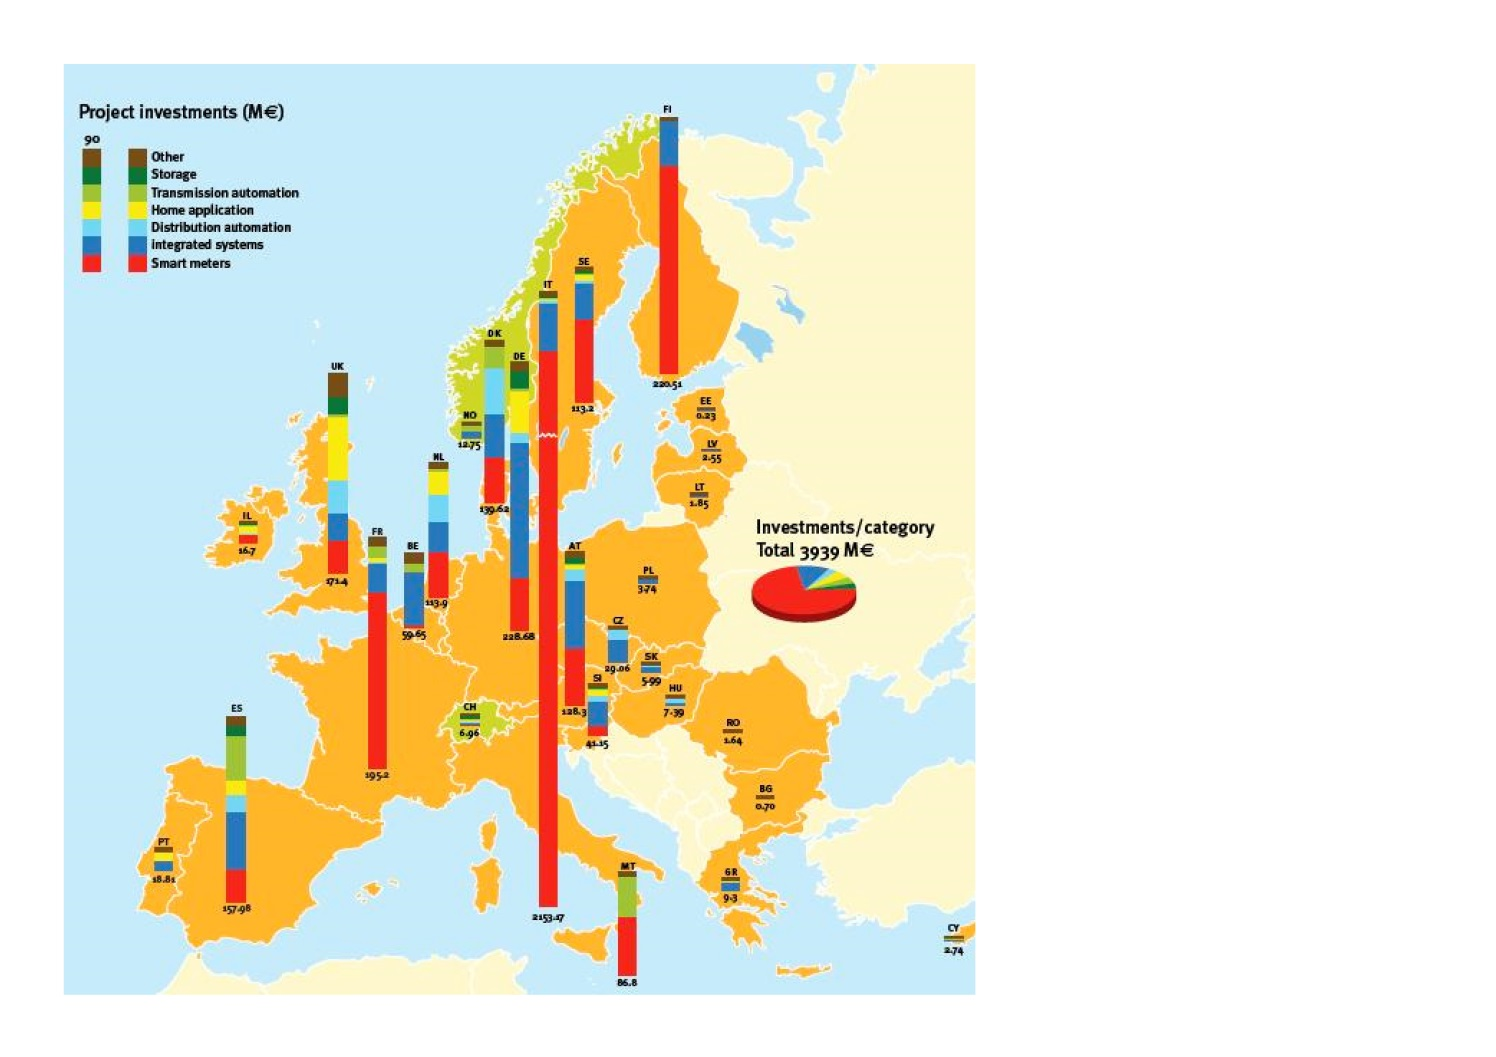 Project investments (M€)
90
Other
Storage
Transmission automation
Home application
Distribution automation
integrated systems
Smart meters
FI
220.51
SE
113.2
IT
2153.17
DK
139.62
DE
228.68
UK
171.4
NO
12.75
EE
0.23
LV
2.55
LT
1.85
NL
113.9
IL
16.7
FR
195.2
BE
59.65
AT
128.3
PL
3.74
Investments/category
Total 3939 M€
CZ
29.06
SK
5.99
SI
41.15
HU
7.39
CH
6.96
ES
157.98
RO
1.64
BG
0.70
PT
18.81
MT
86.8
GR
9.3
CY
2.74